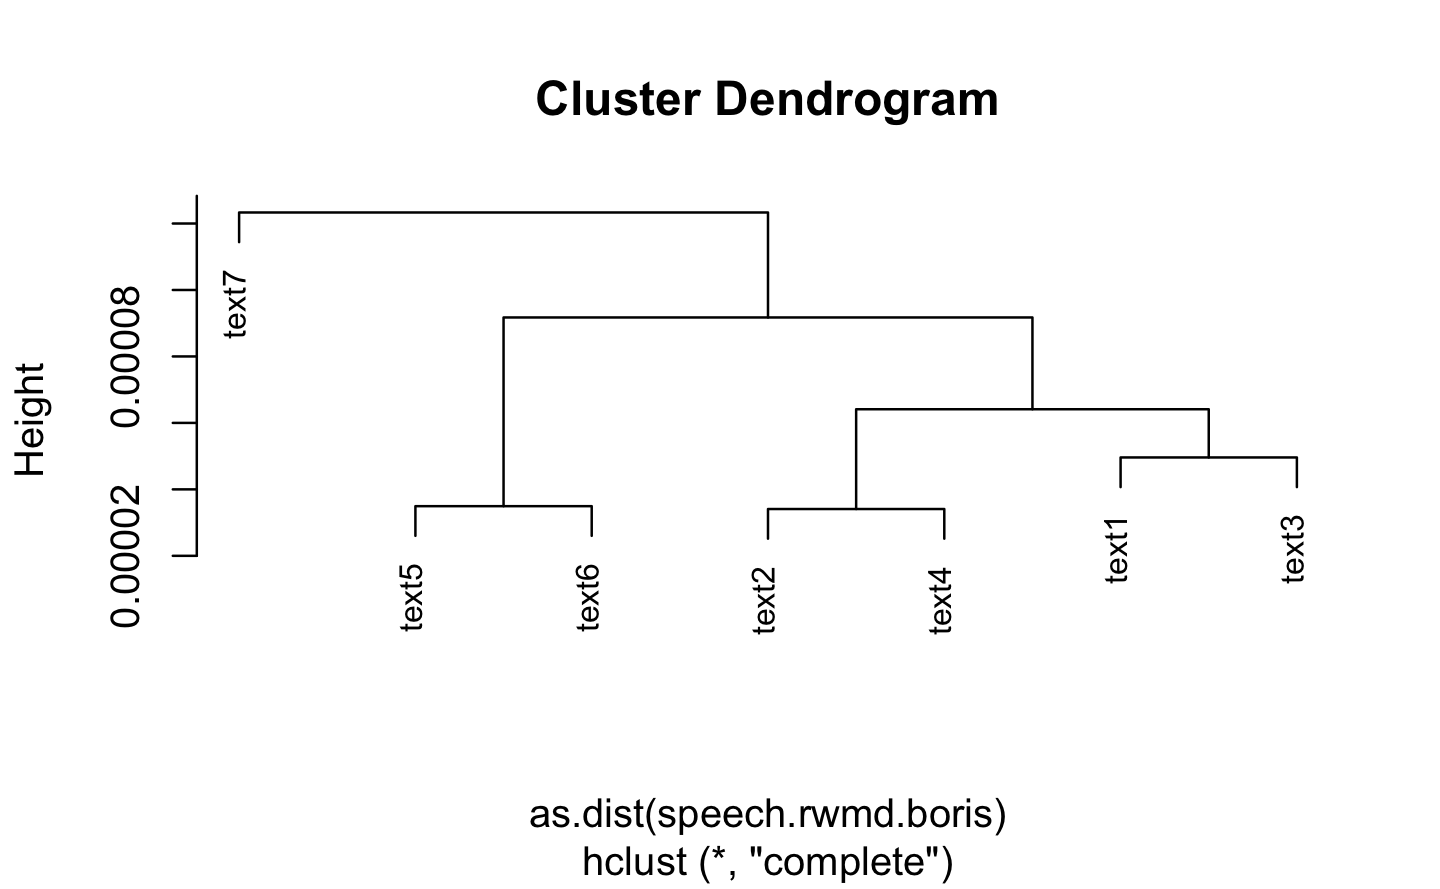 Cluster Dendrogram
Height
0.00002
0.00008
text7
text5
text6
text2
text4
text1
text3
as.dist(speech.rwmd.boris)
hclust (*, "complete")